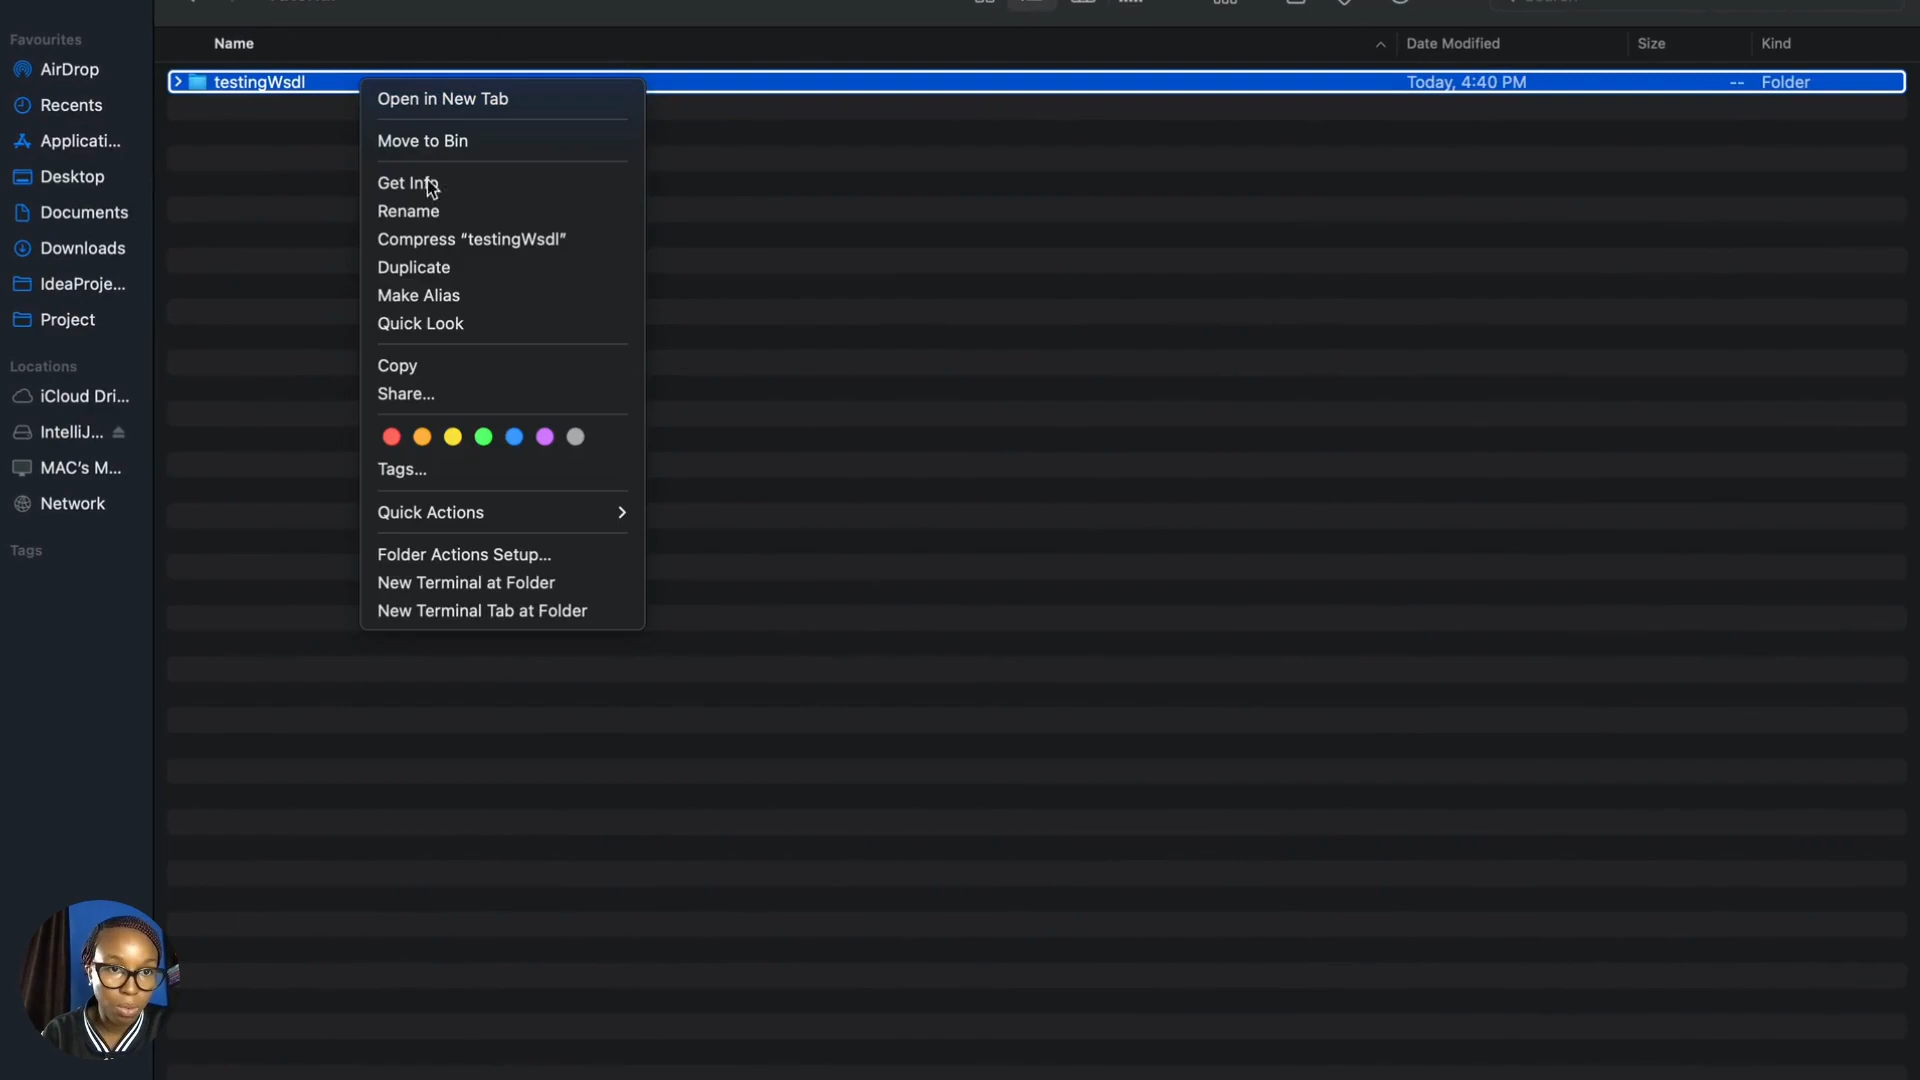 Favourites
AirDrop
Recents
Applicati...
Desktop
Documents
Downloads
IdeaProje...
Project
Locations
iCloud Dri...
IntelliJ...
MAC's M...
Network
Tags
Name
Date Modified
Size
Kind
testingWsdl
Today, 4:40 PM
--
Folder
Open in New Tab
Move to Bin
Get Info
Rename
Compress “testingWsdl”
Duplicate
Make Alias
Quick Look
Copy
Share...
Tags...
Quick Actions
Folder Actions Setup...
New Terminal at Folder
New Terminal Tab at Folder